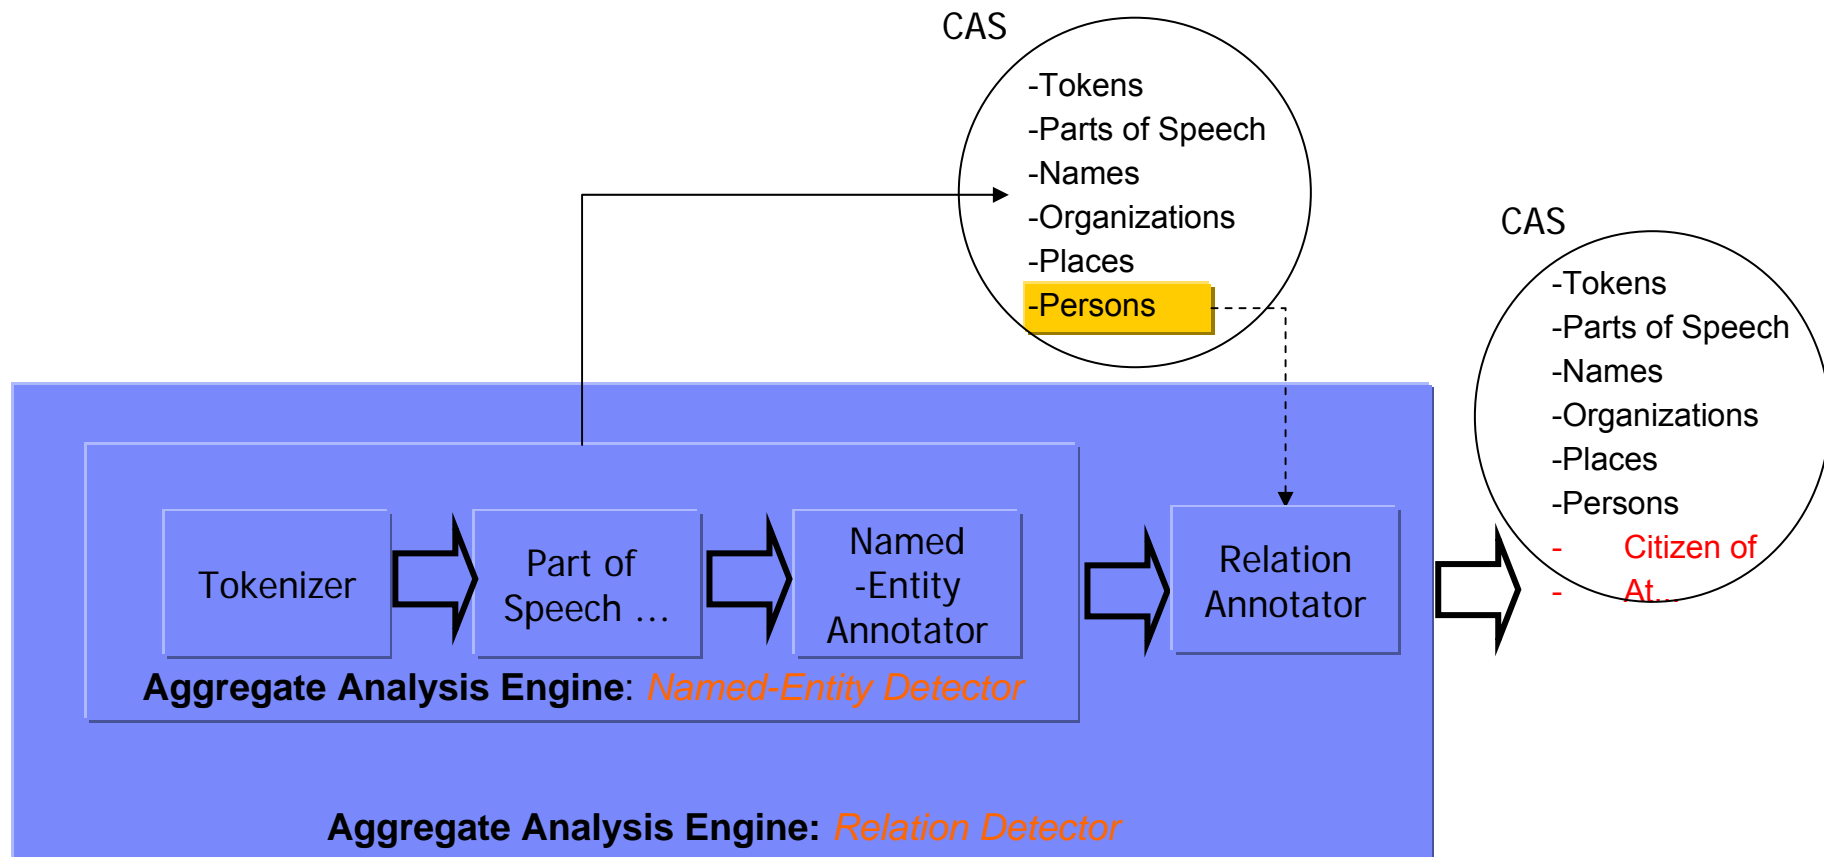 CAS
-Tokens
-Parts of Speech
-Names
-Organizations
-Places
-Persons
CAS
-Tokens
-Parts of Speech
-Names
-Organizations
-Places
-Persons
- Citizen of
- At...
Tokenizer
Part of
Speech ...
Named
-Entity
Annotator
Relation
Annotator
Aggregate Analysis Engine: Named-Entity Detector
Aggregate Analysis Engine: Relation Detector